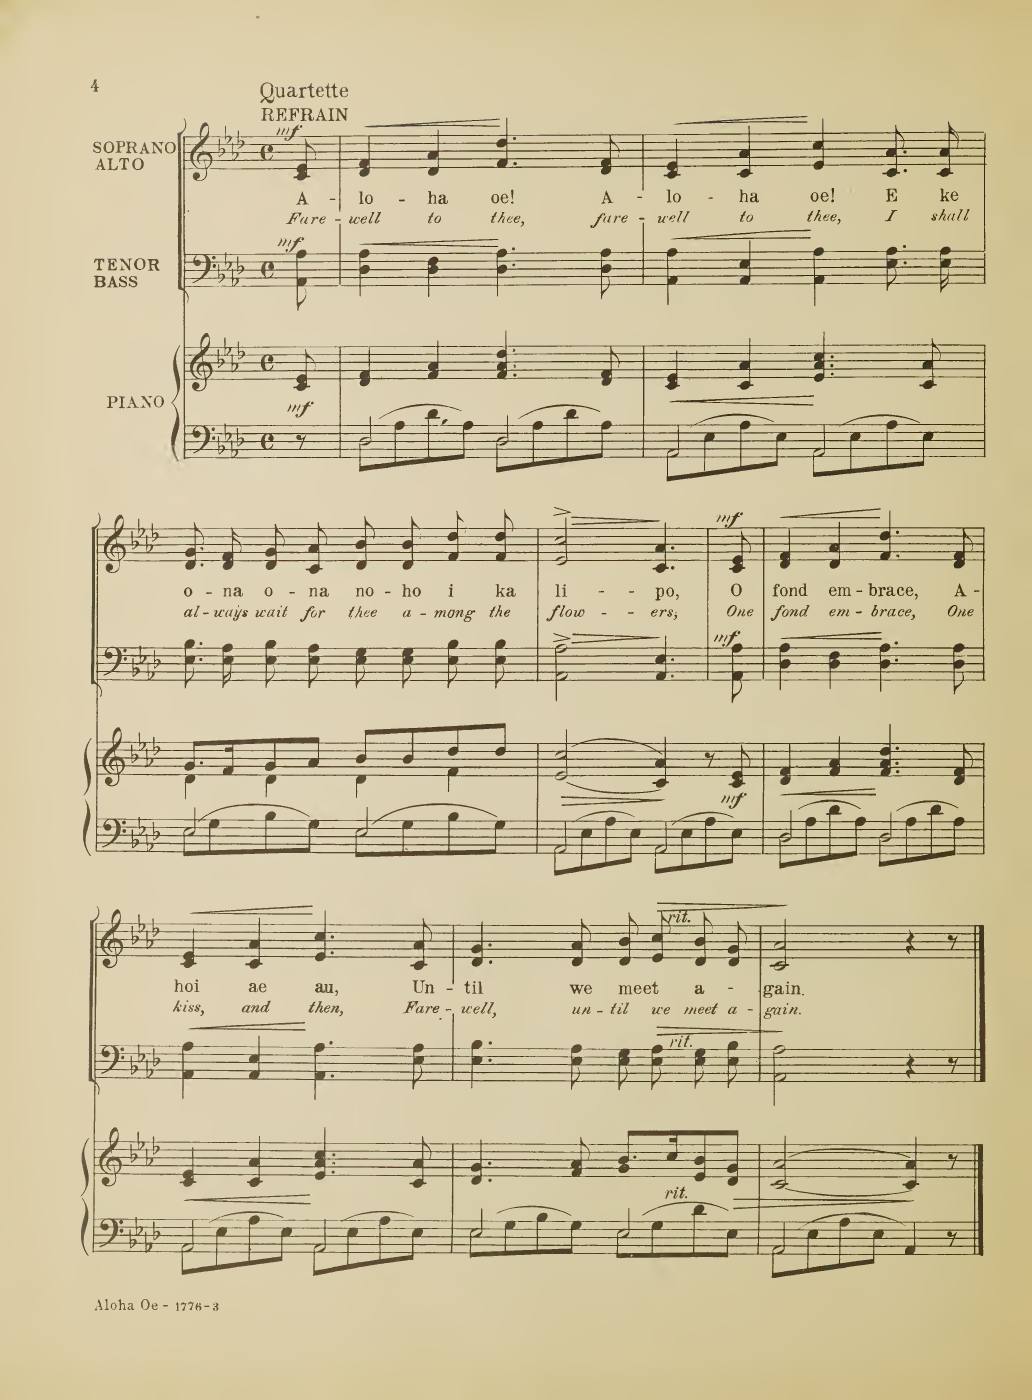 4
Quartette
REFRAIN
mf
SOPRANO
ALTO
A - lo - ha oe! A - lo - ha oe! E ke
Fare - well to thee, fare - well to thee, I shall
mf
TENOR
BASS
PIANO
mf
mf
o - na o - na no - ho i ka li - - po, O fond em - brace, A -
al - ways wait for thee a - mong the flow - - ers; One fond em - brace, One
mf
mf
hoi ae au, Un - til we meet a - gain.
kiss, and then, Fare - well, un - til we meet a - gain.
rit.
rit.
rit.
Aloha Oe - 1776 - 3